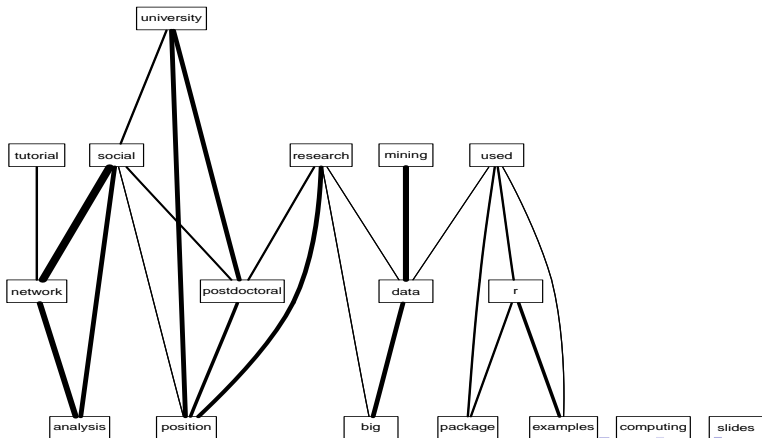 university
tutorial social research mining used
network postdoctoral data r
analysis position big package examples computing slides